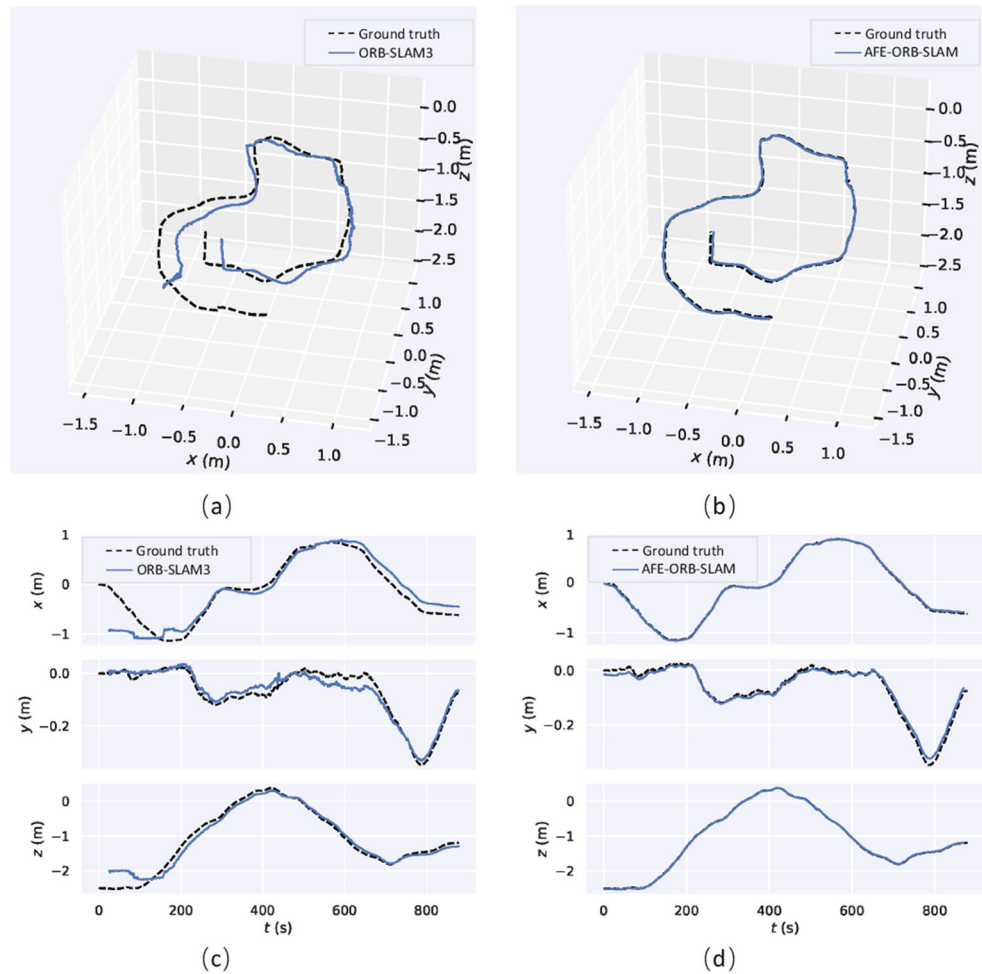 Ground truth
ORB-SLAM3
0.0
−0.5
−1.0
−1.5
−2.0
−2.5
z (m)
1.0
0.5
0.0
−0.5
−1.0
−1.5
y (m)
−1.5
−1.0
−0.5
0.0
0.5
1.0
x (m)
(a)
Ground truth
AFE-ORB-SLAM
0.0
−0.5
−1.0
−1.5
−2.0
−2.5
z (m)
1.0
0.5
0.0
−0.5
−1.0
−1.5
y (m)
−1.5
−1.0
−0.5
0.0
0.5
1.0
x (m)
(b)
Ground truth
ORB-SLAM3
1
0
−1
x (m)
0.0
−0.2
y (m)
0
−1
−2
z (m)
0 200 400 600 800
t (s)
(c)
Ground truth
AFE-ORB-SLAM
1
0
−1
x (m)
0.0
−0.2
y (m)
0
−1
−2
z (m)
0 200 400 600 800
t (s)
(d)